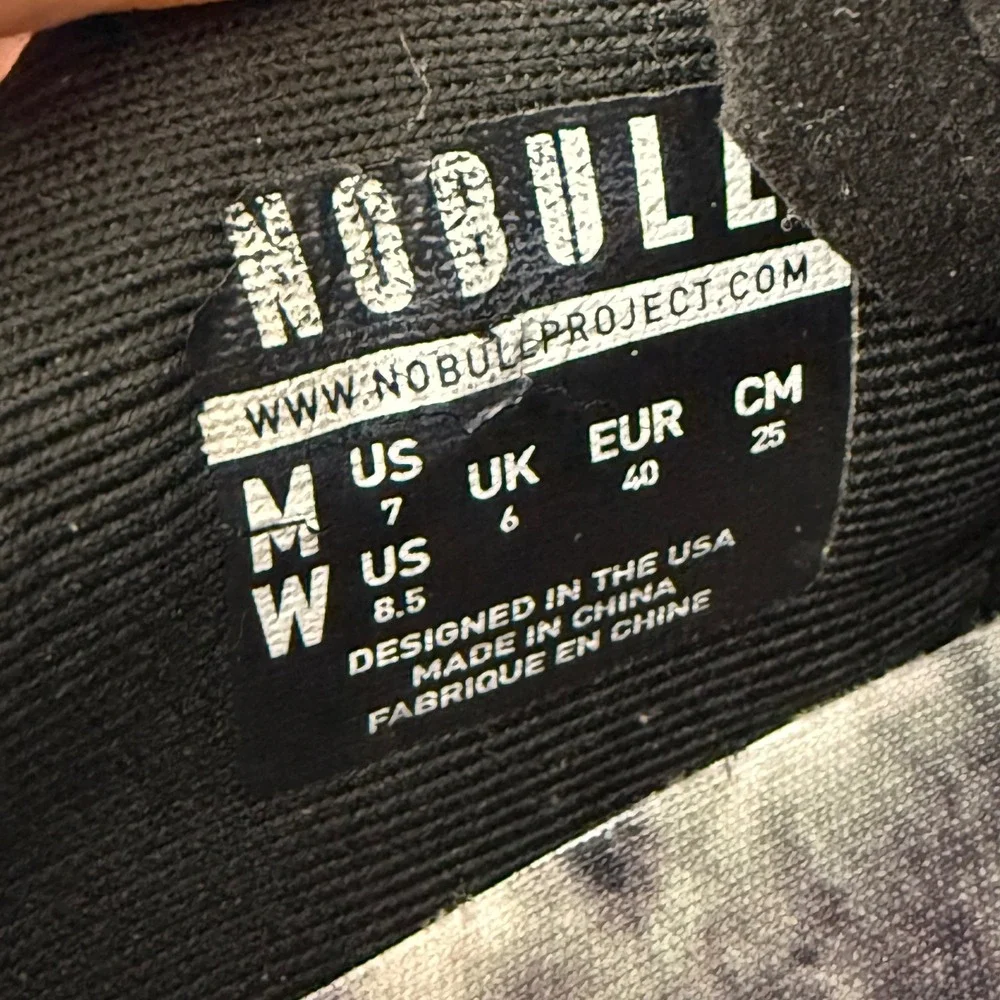 NOBULL
WWW.NOBULLPROJECT.COM
M US UK EUR CM
7 6 40 25
W US
8.5
DESIGNED IN THE USA
MADE IN CHINA
FABRIQUE EN CHINE